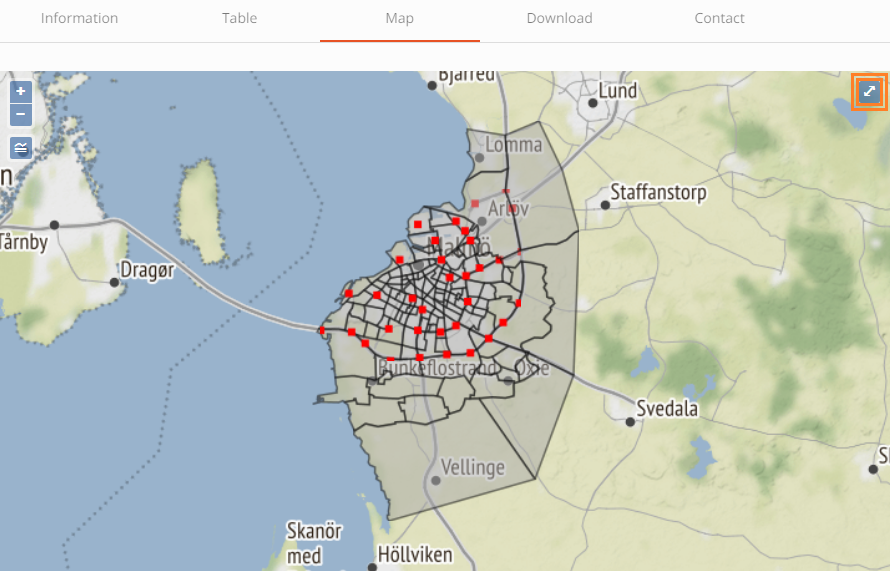 Information Table Map Download Contact
Bjärred
+
−
Lund
Lomma
n
Staffanstorp
Arlöv
Malmö
Tårnby
Dragør
Bunkeflostrand Oxie
Svedala
Vellinge
Skanör
med
Höllviken